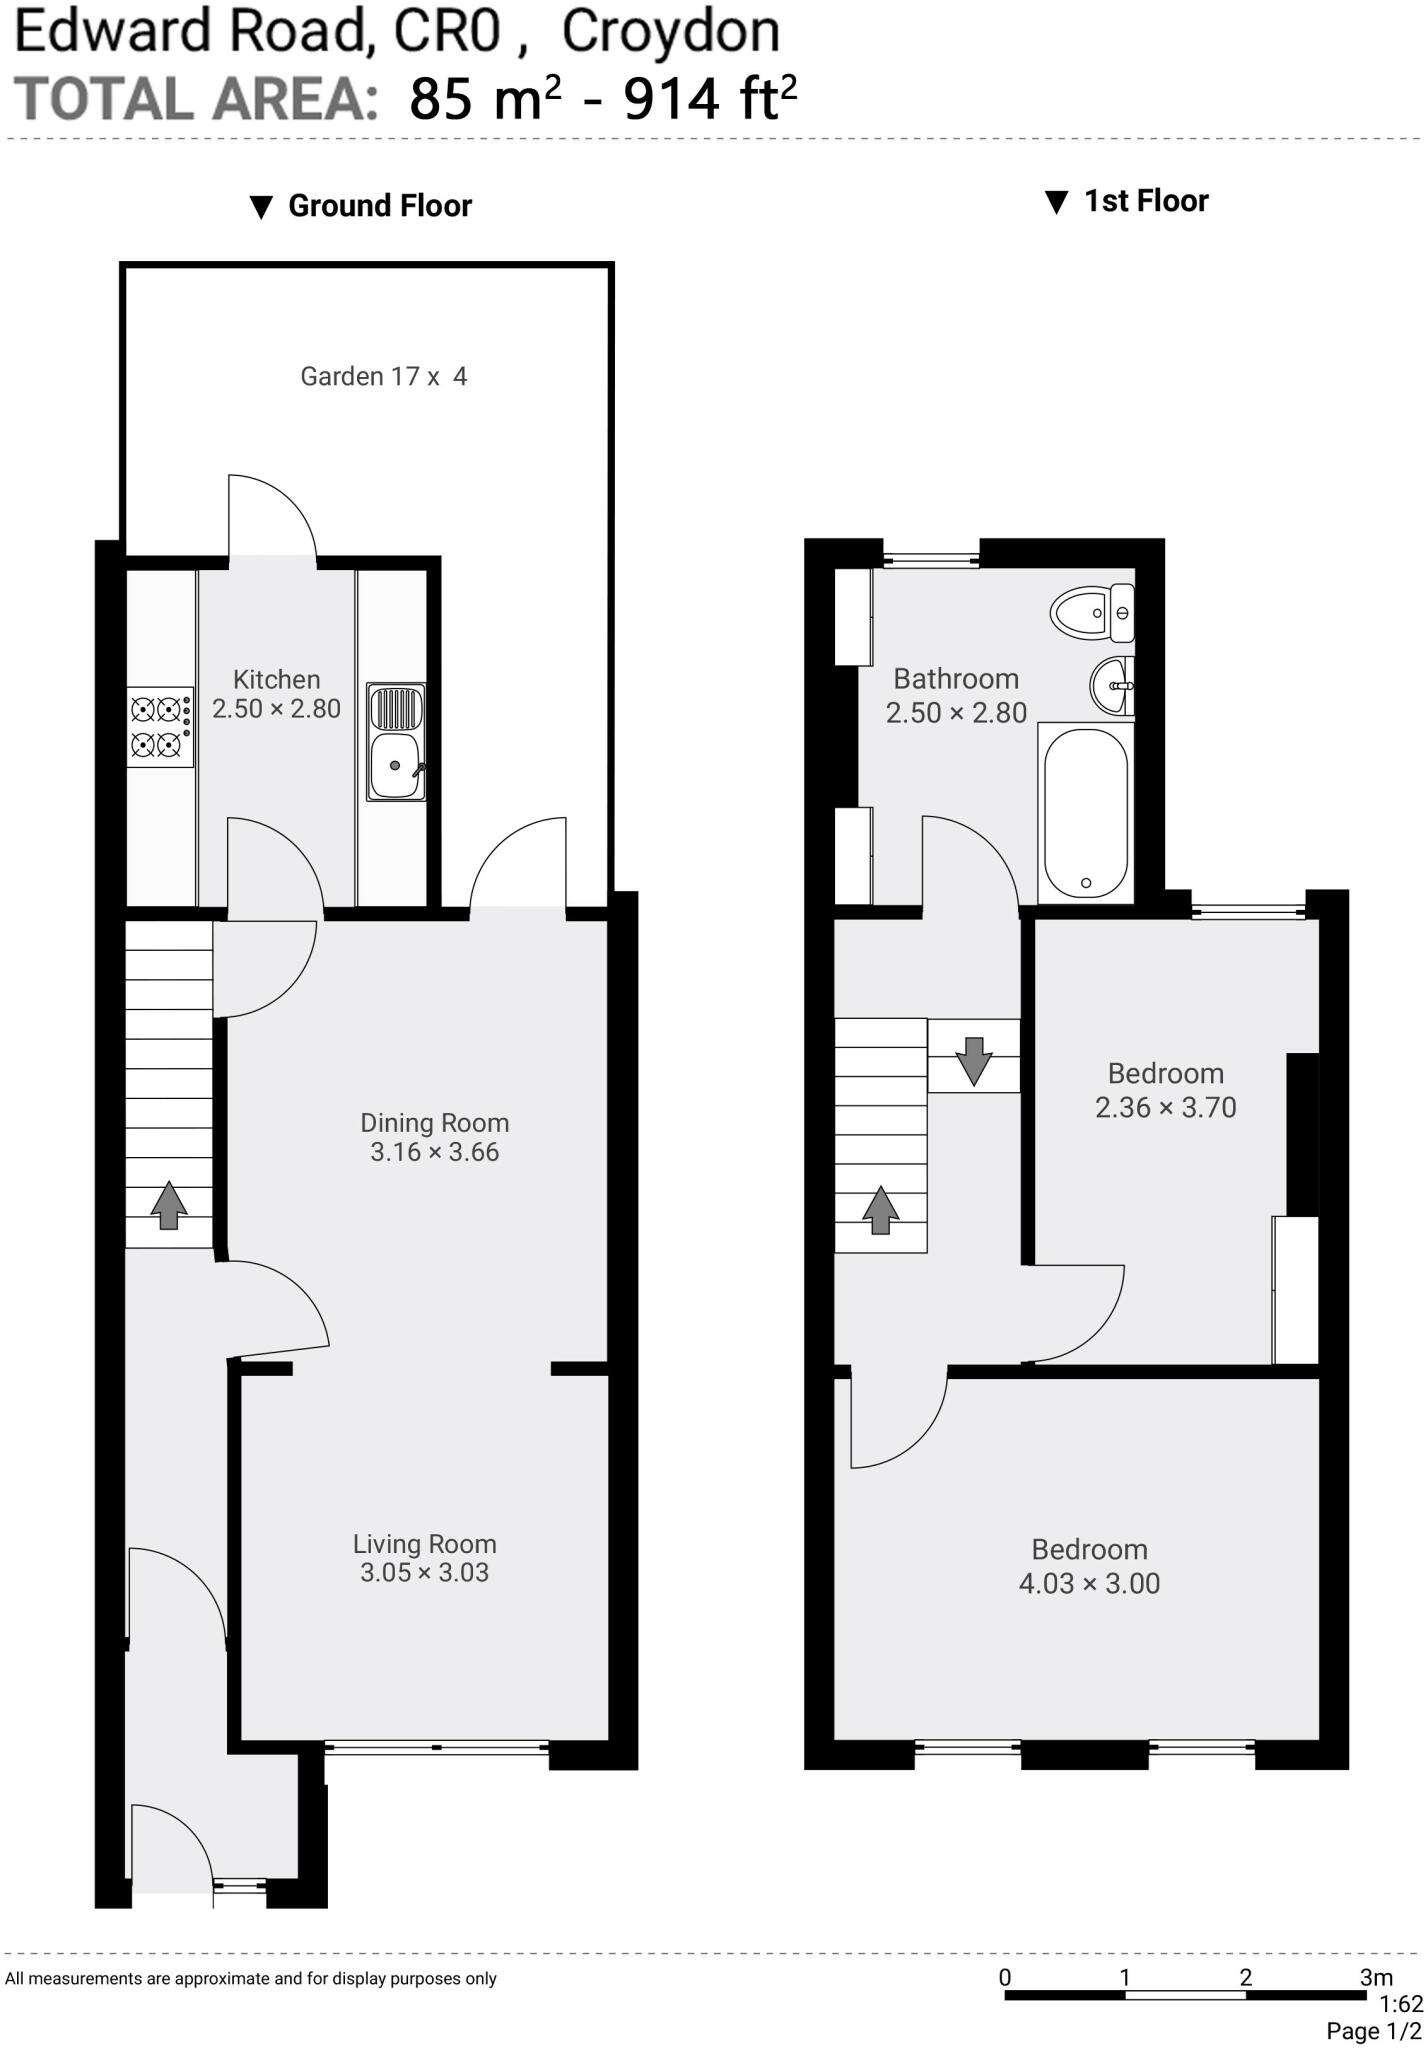 Edward Road, CR0 , Croydon
TOTAL AREA: 85 m² - 914 ft²
▼ Ground Floor
▼ 1st Floor
Garden 17 x 4
Kitchen
2.50 × 2.80
Bathroom
2.50 × 2.80
Dining Room
3.16 × 3.66
Bedroom
2.36 × 3.70
Living Room
3.05 × 3.03
Bedroom
4.03 × 3.00
All measurements are approximate and for display purposes only
0 1 2 3m
1:62
Page 1/2